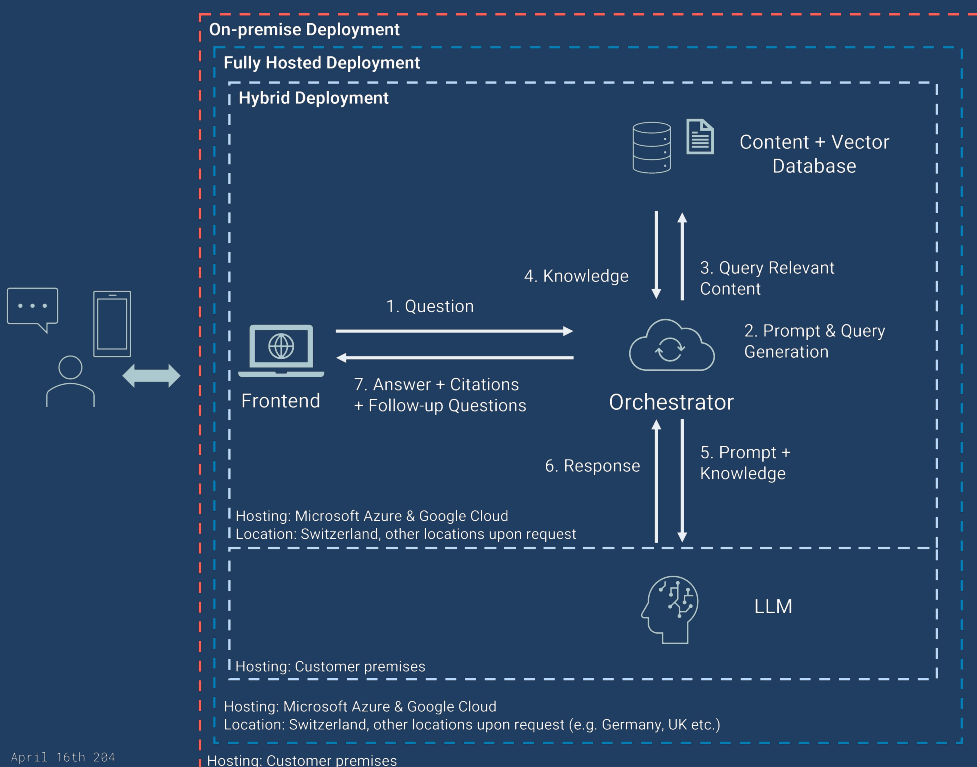 On-premise Deployment
Fully Hosted Deployment
Hybrid Deployment
Content + Vector
Database
4. Knowledge
3. Query Relevant
Content
1. Question
2. Prompt & Query
Generation
7. Answer + Citations
+ Follow-up Questions
Frontend
Orchestrator
6. Response
5. Prompt +
Knowledge
Hosting: Microsoft Azure & Google Cloud
Location: Switzerland, other locations upon request
LLM
Hosting: Customer premises
Hosting: Microsoft Azure & Google Cloud
Location: Switzerland, other locations upon request (e.g. Germany, UK etc.)
April 16th 204
Hosting: Customer premises